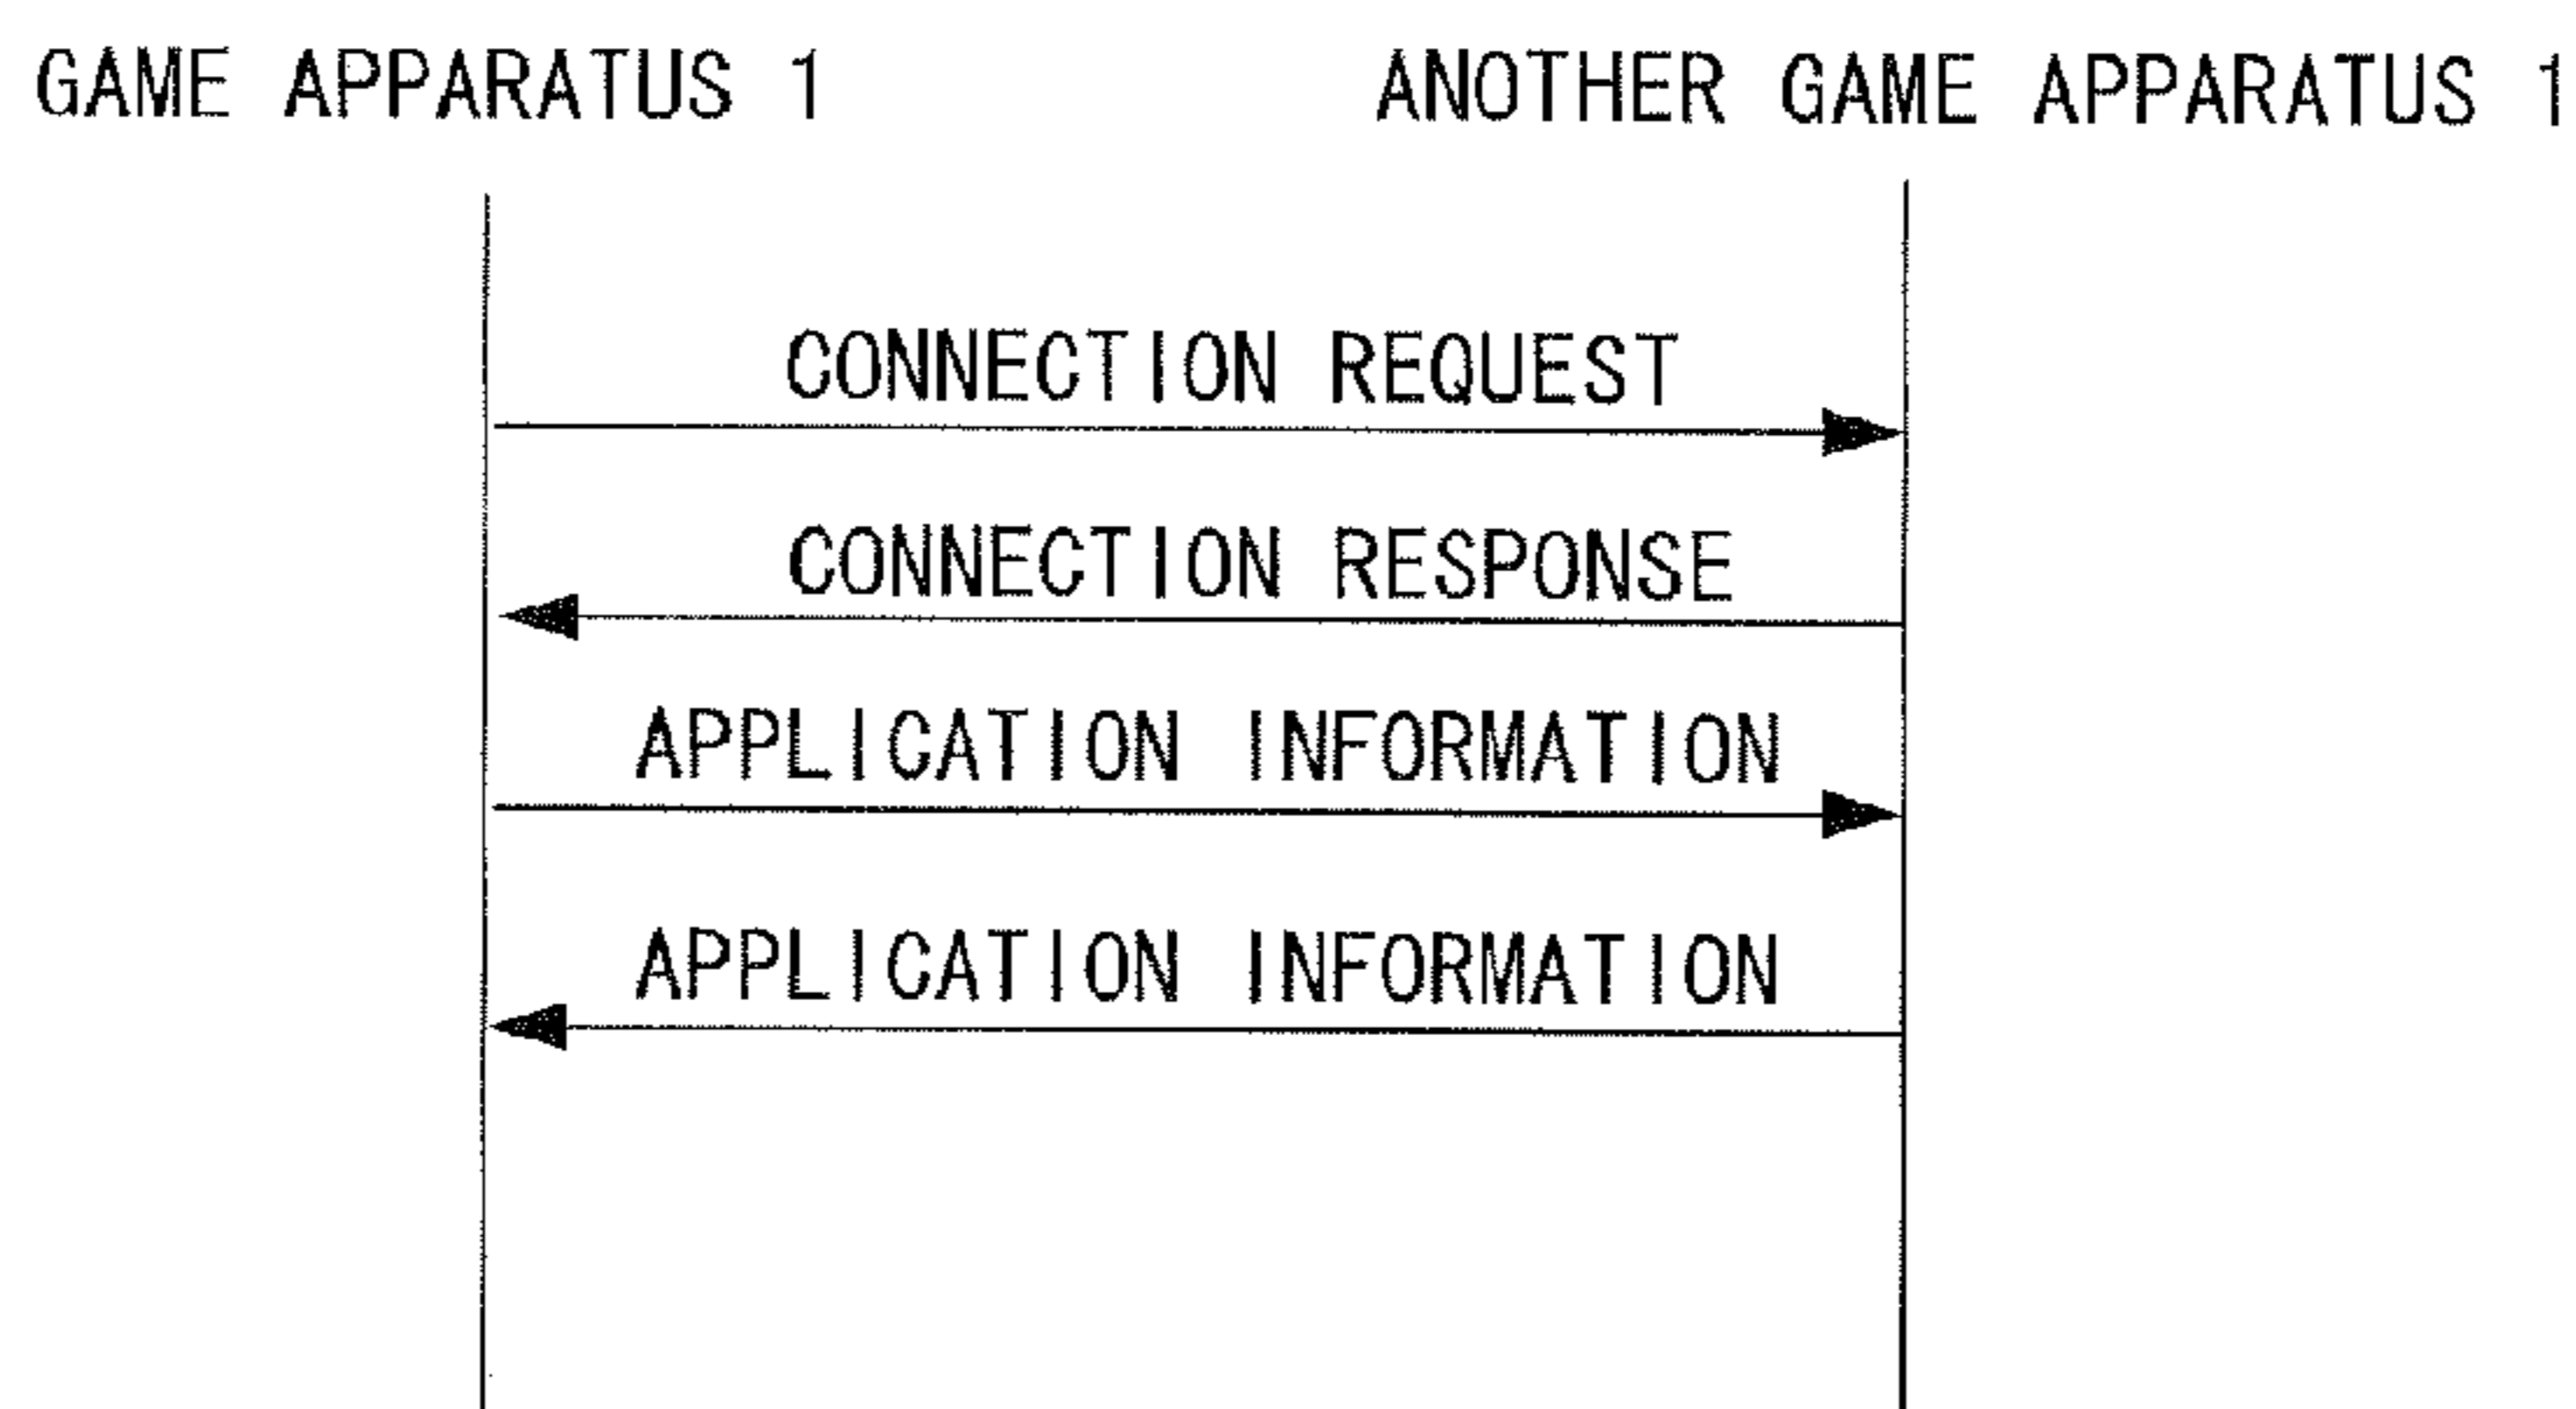 GAME APPARATUS 1
ANOTHER GAME APPARATUS 1
CONNECTION REQUEST
CONNECTION RESPONSE
APPLICATION INFORMATION
APPLICATION INFORMATION